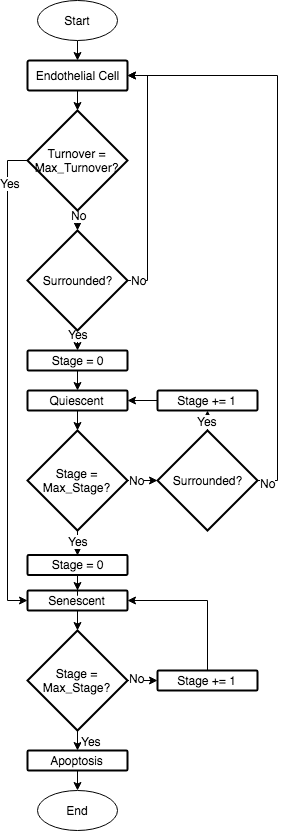 Start
Endothelial Cell
Turnover =
Max_Turnover?
Yes
No
Surrounded?
No
Yes
Stage = 0
Quiescent
Stage += 1
Yes
Stage =
Max_Stage?
No
Surrounded?
No
Yes
Stage = 0
Senescent
Stage =
Max_Stage?
No
Stage += 1
Yes
Apoptosis
End